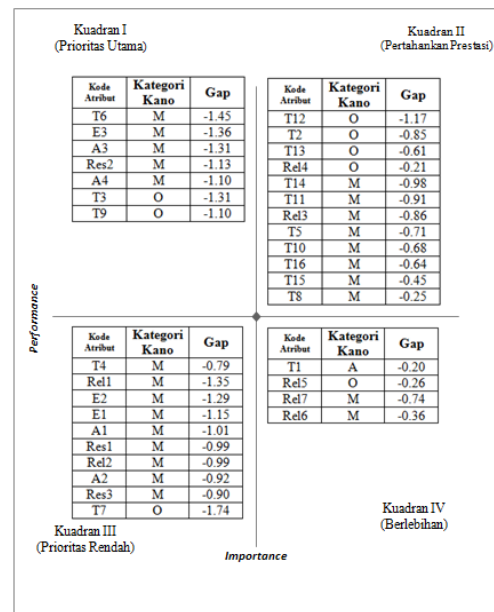 Kuadran I
(Prioritas Utama)
Kuadran II
(Pertahankan Prestasi)
Kode Atribut Kategori Kano Gap
T6 M -1.45
E3 M -1.36
A3 M -1.31
Res2 M -1.13
A4 M -1.10
T3 O -1.31
T9 O -1.10
Kode Atribut Kategori Kano Gap
T12 O -1.17
T2 O -0.85
T13 O -0.61
Rel4 O -0.21
T14 M -0.98
T11 M -0.91
Rel3 M -0.86
T5 M -0.71
T10 M -0.68
T16 M -0.64
T15 M -0.45
T8 M -0.25
Performance
Kode Atribut Kategori Kano Gap
T4 M -0.79
Rel1 M -1.35
E2 M -1.29
E1 M -1.15
A1 M -1.01
Res1 M -0.99
Rel2 M -0.99
A2 M -0.92
Res3 M -0.90
T7 O -1.74
Kode Atribut Kategori Kano Gap
T1 A -0.20
Rel5 O -0.26
Rel7 M -0.74
Rel6 M -0.36
Kuadran III
(Prioritas Rendah)
Kuadran IV
(Berlebihan)
Importance